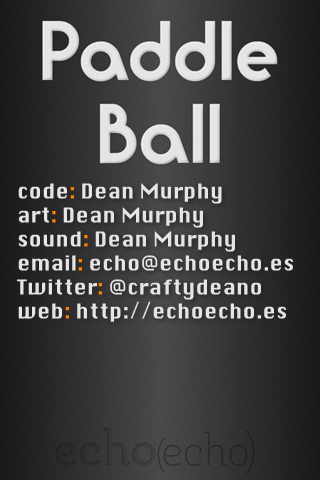 Paddle
Ball
code: Dean Murphy
art: Dean Murphy
sound: Dean Murphy
email: echo@echoecho.es
Twitter: @craftydeano
web: http://echoecho.es
echo(echo)